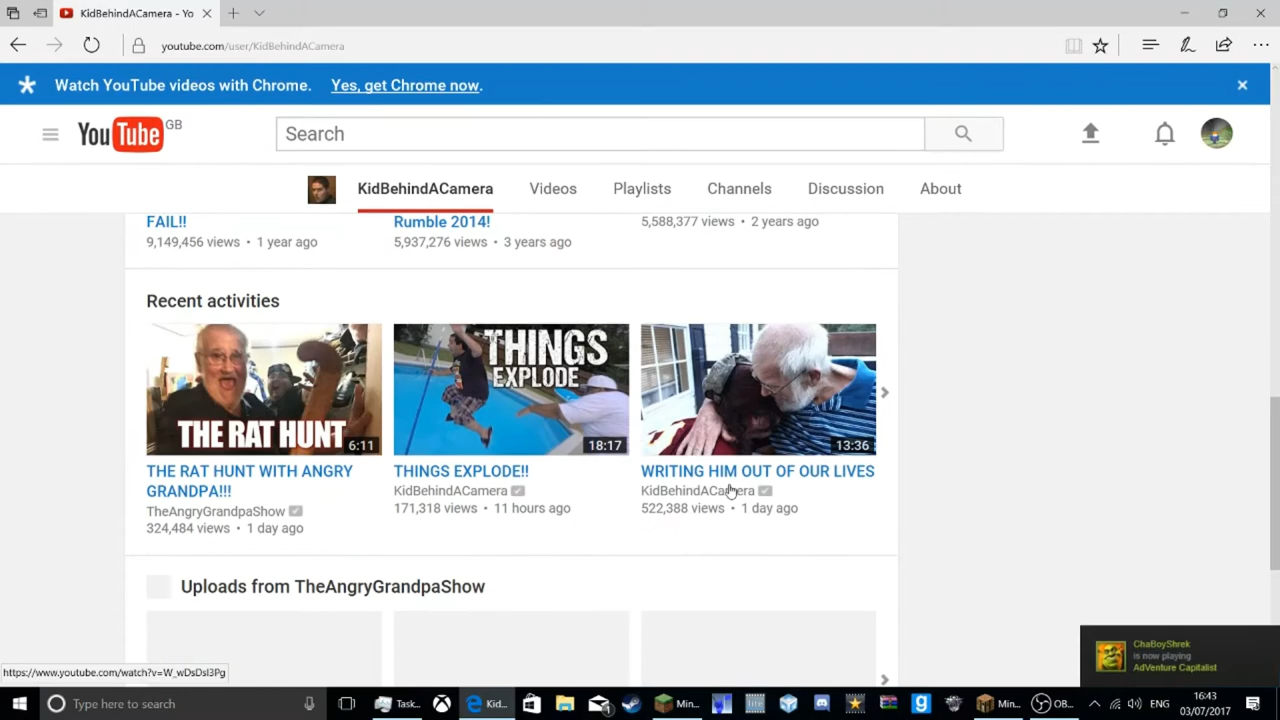 KidBehindACamera - Yo
youtube.com/user/KidBehindACamera
Watch YouTube videos with Chrome. Yes, get Chrome now.
YouTube GB
Search
KidBehindACamera Videos Playlists Channels Discussion About
FAIL!!
9,149,456 views • 1 year ago
Rumble 2014!
5,937,276 views • 3 years ago
5,588,377 views • 2 years ago
Recent activities
THE RAT HUNT
6:11
THE RAT HUNT WITH ANGRY
GRANDPA!!!
TheAngryGrandpaShow
324,484 views • 1 day ago
THINGS
EXPLODE
18:17
THINGS EXPLODE!!
KidBehindACamera
171,318 views • 11 hours ago
13:36
WRITING HIM OUT OF OUR LIVES
KidBehindACamera
522,388 views • 1 day ago
Uploads from TheAngryGrandpaShow
ChaBoyShrek
is now playing
AdVenture Capitalist
Type here to search
Task...
Kid...
Min...
lite
Min...
OB...
ENG
16:43
03/07/2017